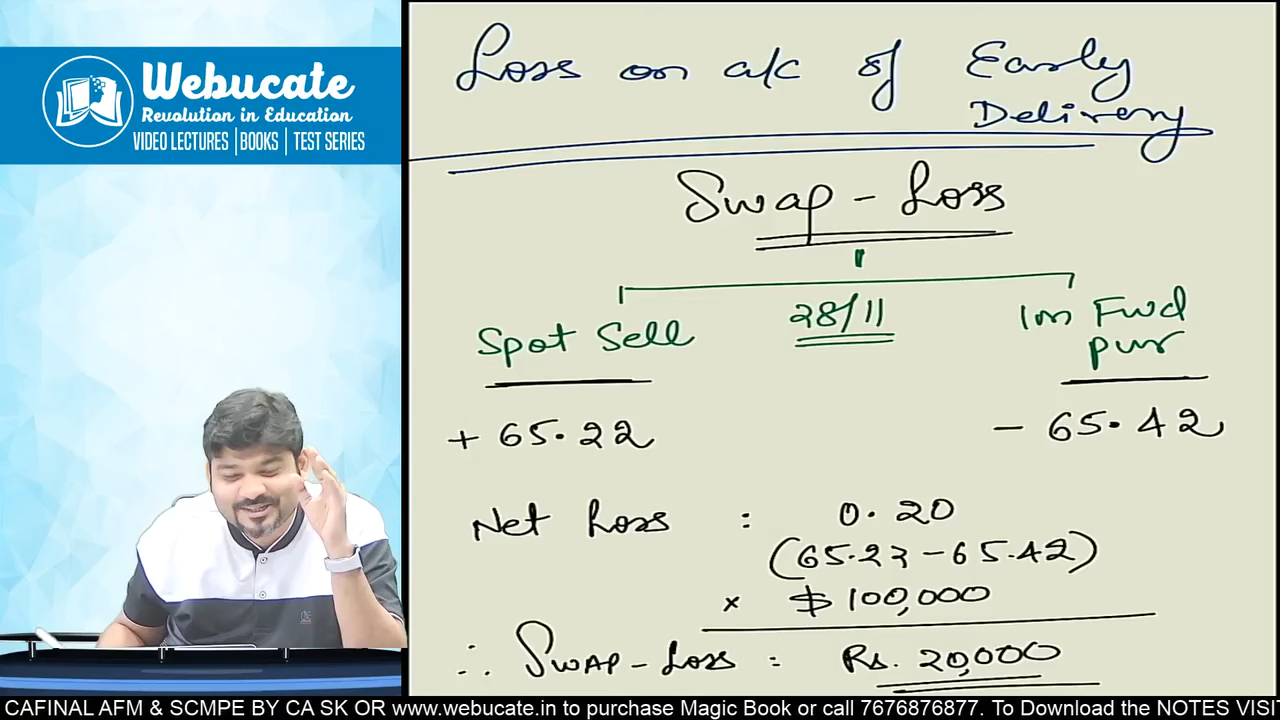 Webucate
Revolution in Education
VIDEO LECTURES | BOOKS | TEST SERIES
Loss on a/c of Early
Delivery
Swap - Loss
Spot Sell
28/11
1m Fwd
pur
+ 65.22
- 65.42
Net Loss : 0.20
(65.22 - 65.42)
x $ 100,000
∴ Swap - Loss : Rs. 20,000
CAFINAL AFM & SCMPE BY CA SK OR www.webucate.in to purchase Magic Book or call 7676876877. To Download the NOTES VISI